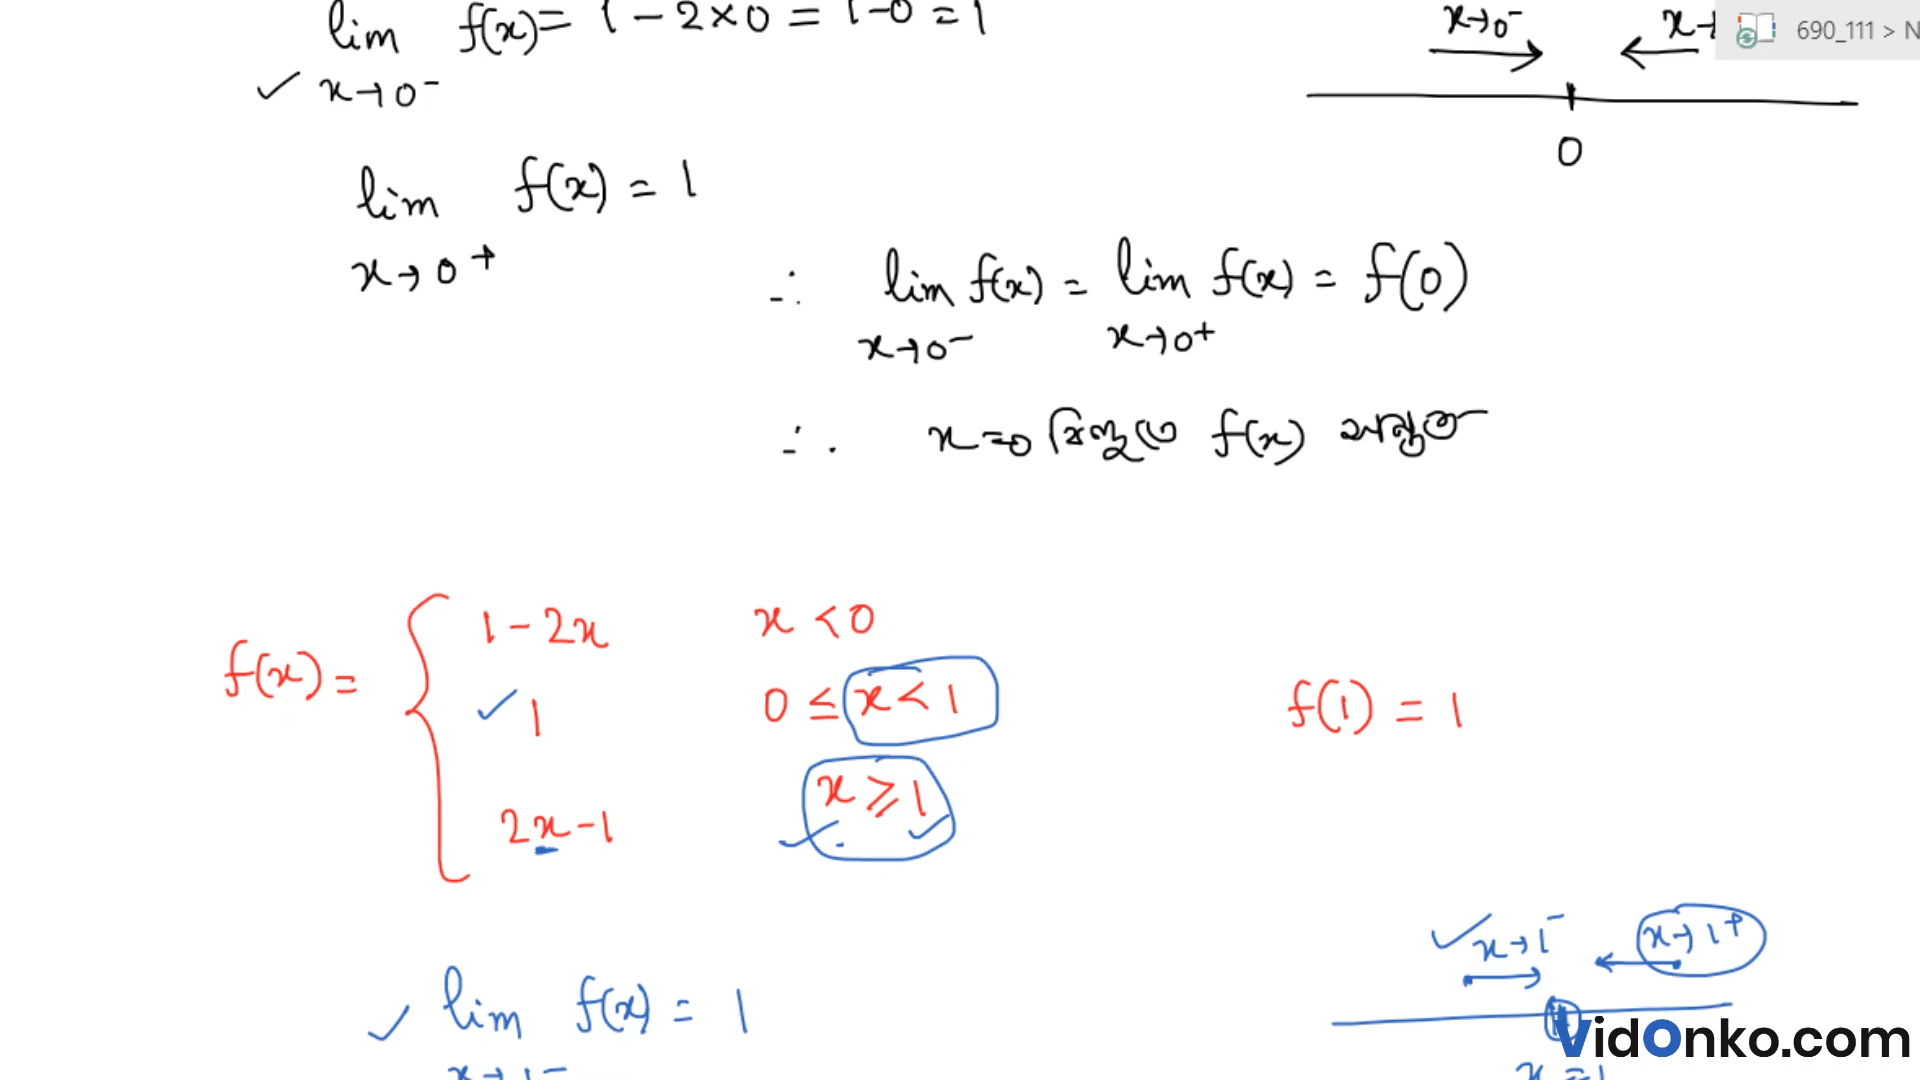 lim f(x) = 1 - 2×0 = 1-0 = 1
x→0⁻
x→0⁻ x→
690_111 > N
0
lim f(x) = 1
x→0⁺
∴ lim f(x) = lim f(x) = f(0)
x→0⁻ x→0⁺
∴ x=0 বিন্দুতে f(x) সন্তত
f(x) = { 1-2x x<0
1 0 ≤ x < 1
2x-1 x ≥ 1
f(1) = 1
x→1⁻ x→1⁺
lim f(x) = 1
x→1⁻
x=1
VidOnko.com